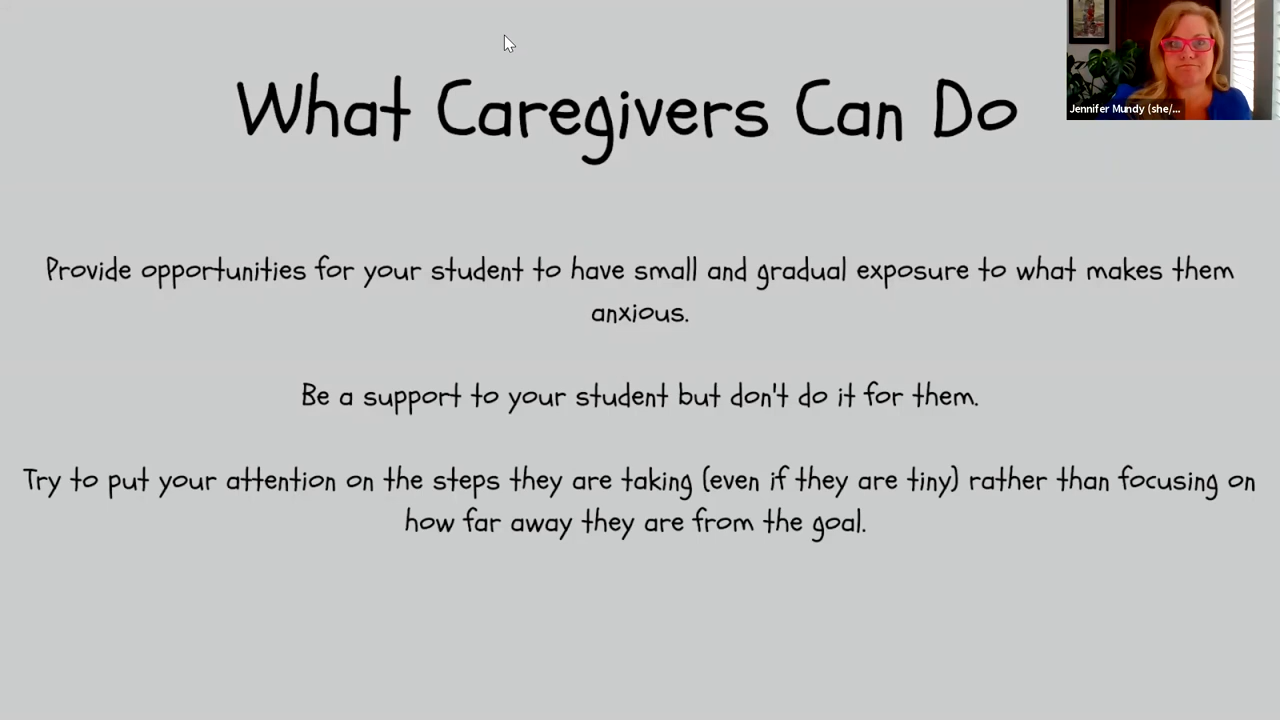 What Caregivers Can Do
Jennifer Mundy (she/...
Provide opportunities for your student to have small and gradual exposure to what makes them
anxious.
Be a support to your student but don't do it for them.
Try to put your attention on the steps they are taking (even if they are tiny) rather than focusing on
how far away they are from the goal.